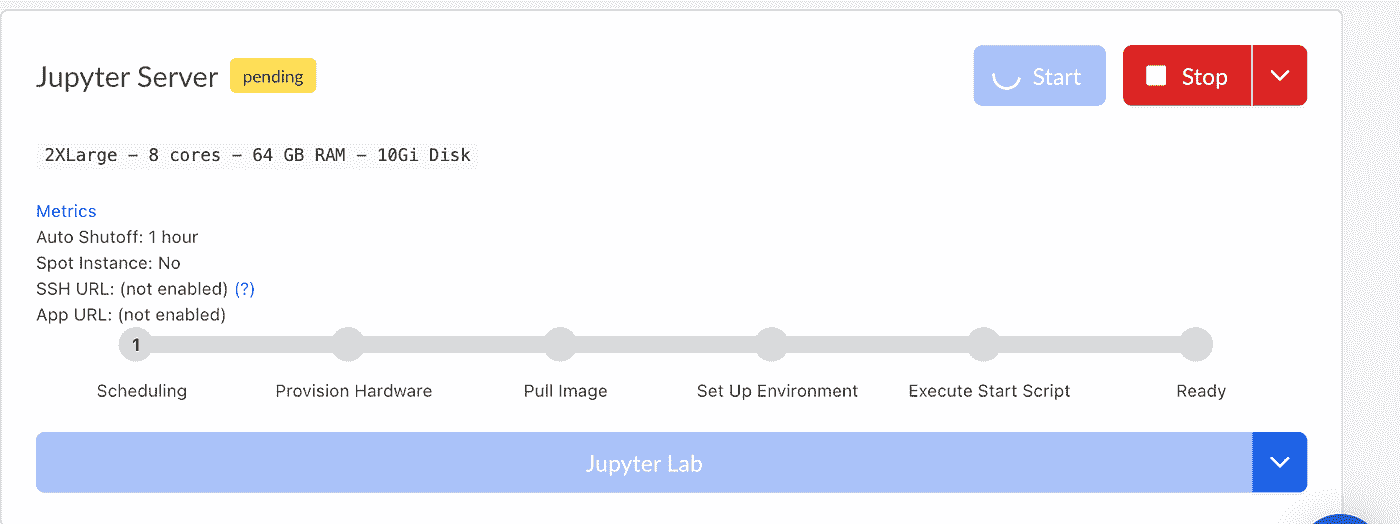 Jupyter Server pending Start Stop
2XLarge – 8 cores – 64 GB RAM – 10Gi Disk
Metrics
Auto Shutoff: 1 hour
Spot Instance: No
SSH URL: (not enabled) (?)
App URL: (not enabled)
1
Scheduling Provision Hardware Pull Image Set Up Environment Execute Start Script Ready
Jupyter Lab